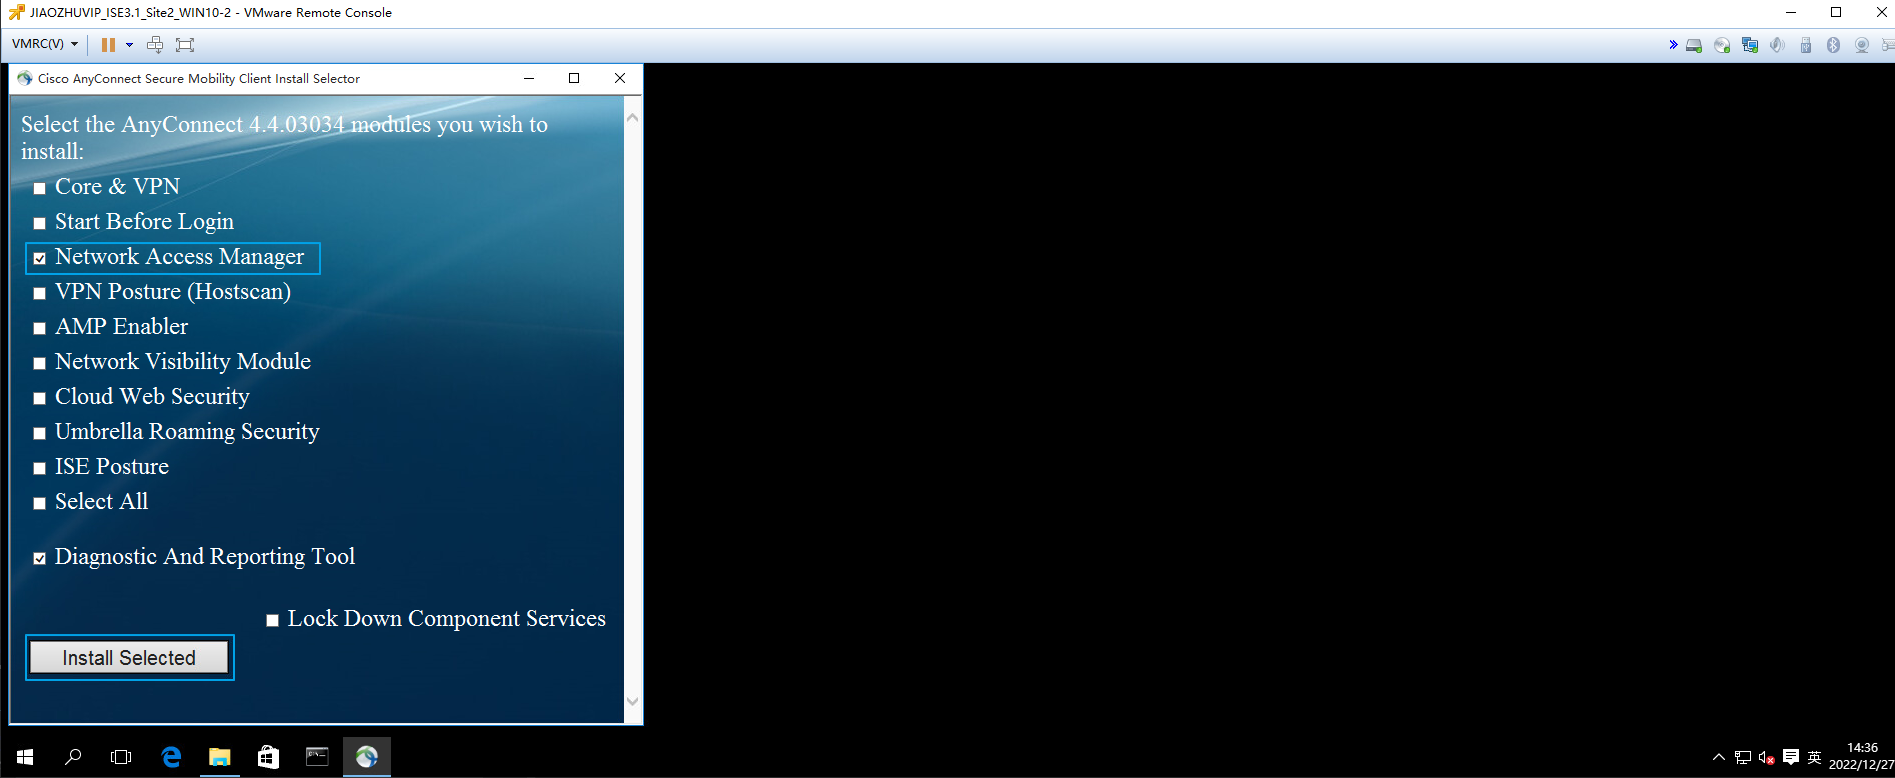 JIAOZHUVIP_ISE3.1_Site2_WIN10-2 - VMware Remote Console
VMRC(V)
Cisco AnyConnect Secure Mobility Client Install Selector
Select the AnyConnect 4.4.03034 modules you wish to
install:
Core & VPN
Start Before Login
Network Access Manager
VPN Posture (Hostscan)
AMP Enabler
Network Visibility Module
Cloud Web Security
Umbrella Roaming Security
ISE Posture
Select All
Diagnostic And Reporting Tool
Lock Down Component Services
Install Selected
英
14:36
2022/12/27